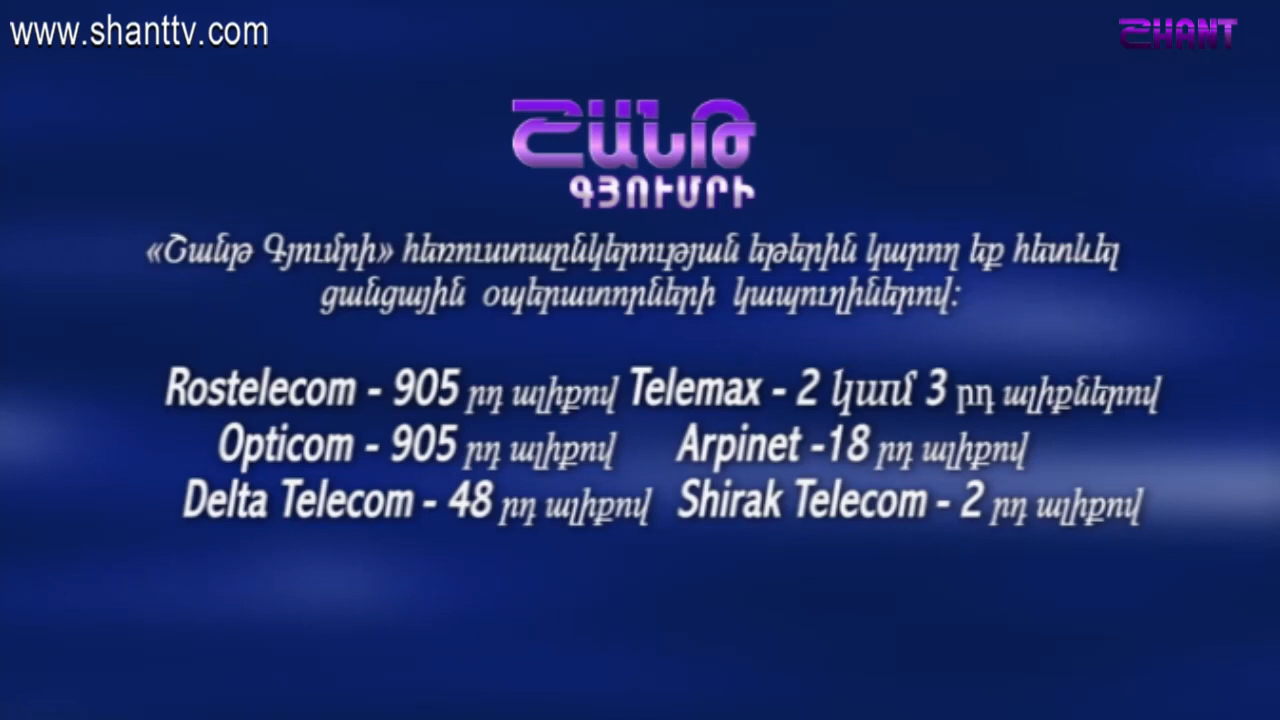 www.shanttv.com
SHANT
ՇԱՆԹ
ԳՅՈՒՄՐԻ
«Շանթ Գյումրի» հեռուստաընկերության եթերին կարող եք հետևել
ցանցային օպերատորների կապուղիներով:
Rostelecom - 905 րդ ալիքով Telemax - 2 կամ 3 րդ ալիքներով
Opticom - 905 րդ ալիքով Arpinet -18 րդ ալիքով
Delta Telecom - 48 րդ ալիքով Shirak Telecom - 2 րդ ալիքով